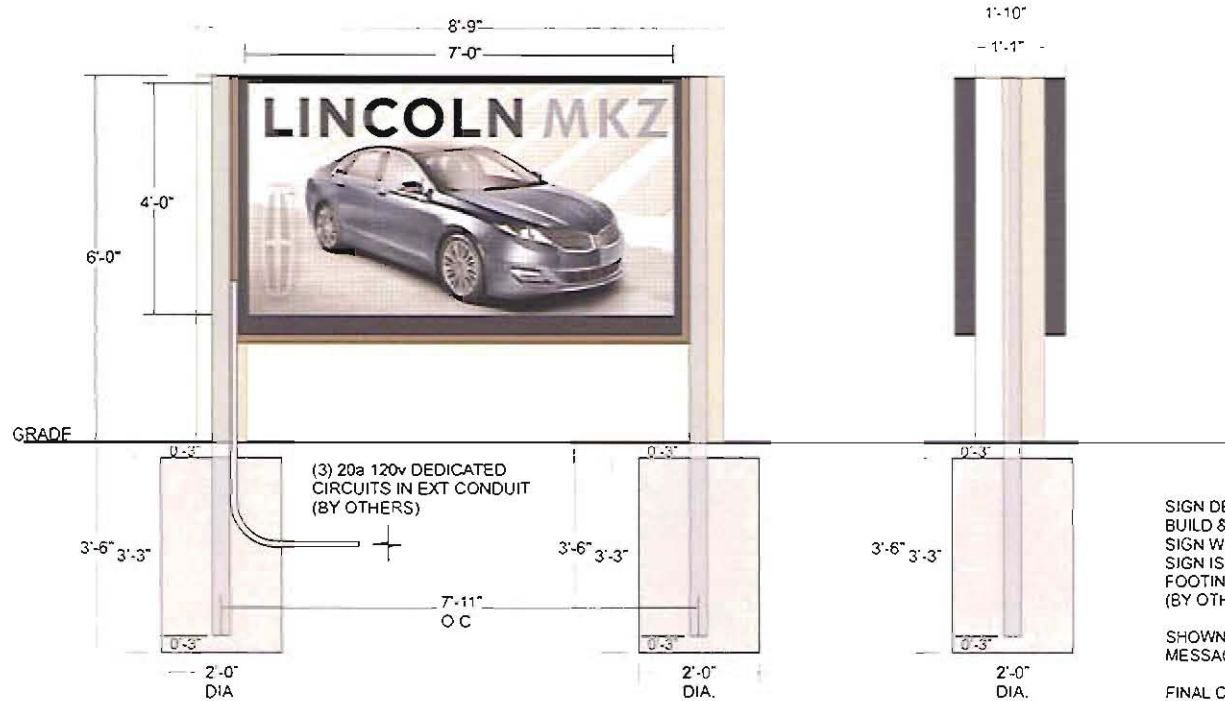 8'-9"
7'-0"
1'-10"
1'-1"
LINCOLN MKZ
4'-0"
6'-0"
GRADE
0'-3"
0'-3"
0'-3"
(3) 20a 120v DEDICATED
CIRCUITS IN EXT CONDUIT
(BY OTHERS)
3'-6" 3'-3"
3'-6" 3'-3"
3'-6" 3'-3"
7'-11"
O C
0'-3"
0'-3"
0'-3"
2'-0"
DIA
2'-0"
DIA.
2'-0"
DIA.
SIGN DE
BUILD &
SIGN W
SIGN IS
FOOTIN
(BY OTH
SHOWN
MESSAG
FINAL C